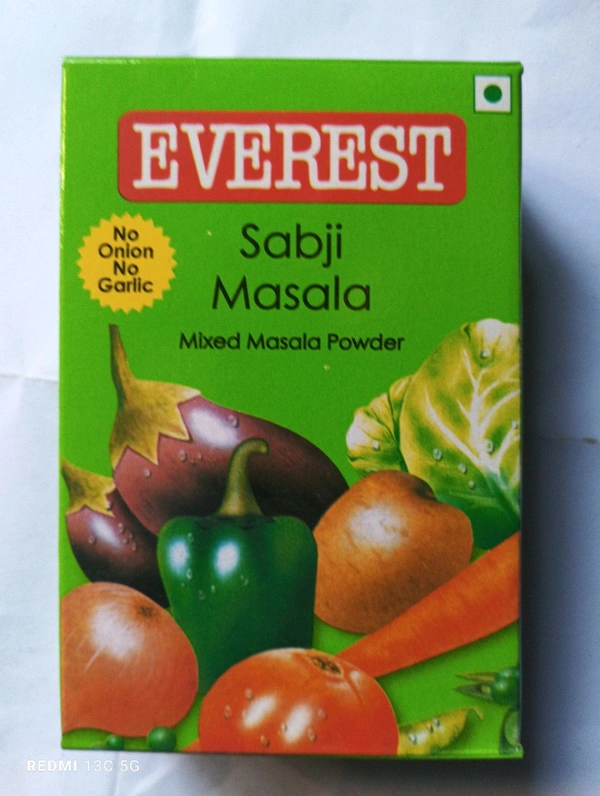 EVEREST
No
Onion
No
Garlic
Sabji
Masala
Mixed Masala Powder
REDMI 13C 5G